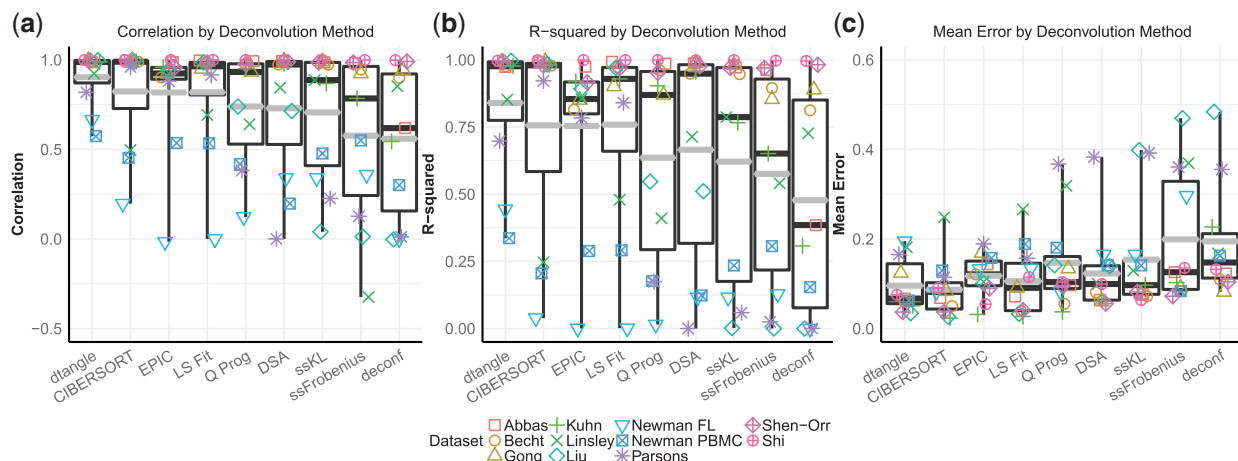 (a)
Correlation by Deconvolution Method
Correlation
1.0
0.5
0.0
−0.5
dtangle
CIBERSORT
EPIC
LS Fit
Q Prog
DSA
ssKL
ssFrobenius
deconf
(b)
R−squared by Deconvolution Method
R−squared
1.00
0.75
0.50
0.25
0.00
dtangle
CIBERSORT
EPIC
LS Fit
Q Prog
DSA
ssKL
ssFrobenius
deconf
(c)
Mean Error by Deconvolution Method
Mean Error
0.6
0.4
0.2
0.0
dtangle
CIBERSORT
EPIC
LS Fit
Q Prog
DSA
ssKL
ssFrobenius
deconf
Abbas Kuhn Newman FL Shen−Orr
Dataset Becht Linsley Newman PBMC Shi
Gong Liu Parsons